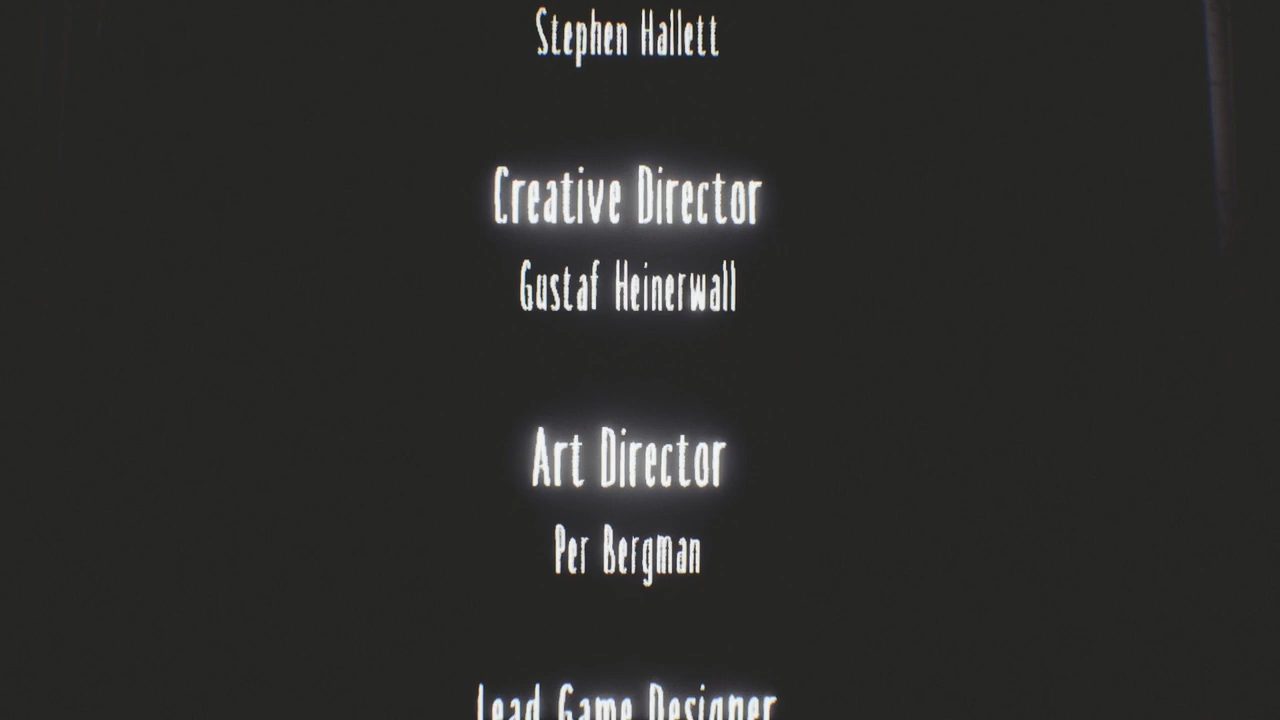 Stephen Hallett
Creative Director
Gustaf Heinerwall
Art Director
Per Bergman
Lead Game Designer